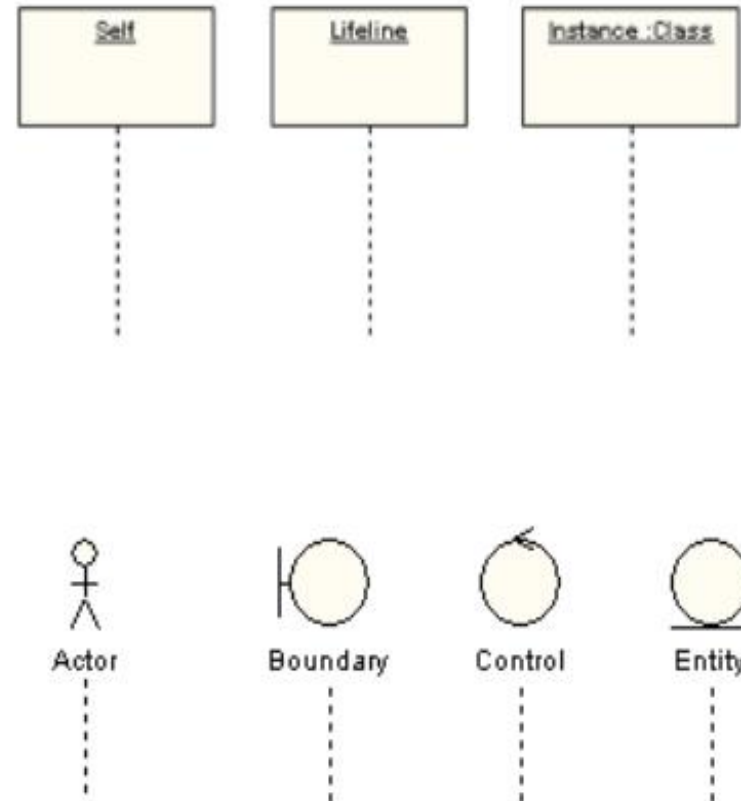 Self
Lifeline
Instance :Class
Actor
Boundary
Control
Entity